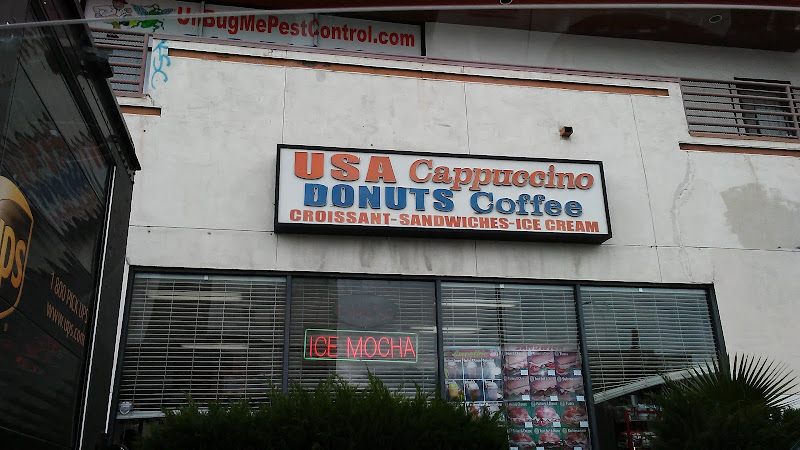 UnBugMePestControl.com
USA Cappuccino
DONUTS Coffee
CROISSANT-SANDWICHES-ICE CREAM
ICE MOCHA
ups
1 800 PICK UPS
www.ups.com